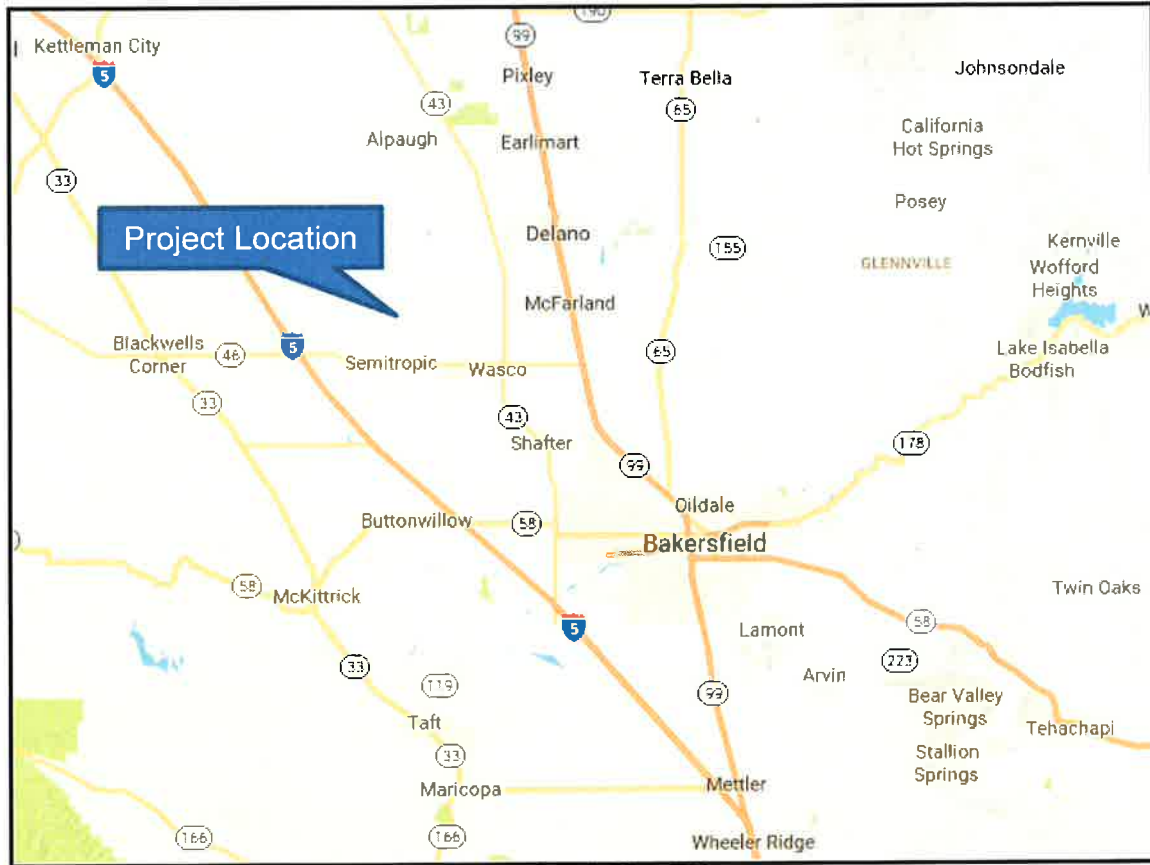 190
Kettleman City
5
99
Pixley
Terra Bella
Johnsondale
43
65
Alpaugh
Earlimart
California
Hot Springs
33
Posey
Project Location
Delano
155
Kernville
GLENNVILLE
Wofford
Heights
McFarland
W
Blackwells
Corner
46
5
Semitropic
Wasco
65
Lake Isabella
Bodfish
33
43
Shafter
178
99
Oildale
Buttonwillow
58
Bakersfield
58
McKittrick
Twin Oaks
5
Lamont
58
33
119
Arvin
223
99
Bear Valley
Springs
Taft
Tehachapi
33
Stallion
Springs
Maricopa
Mettler
166
166
Wheeler Ridge